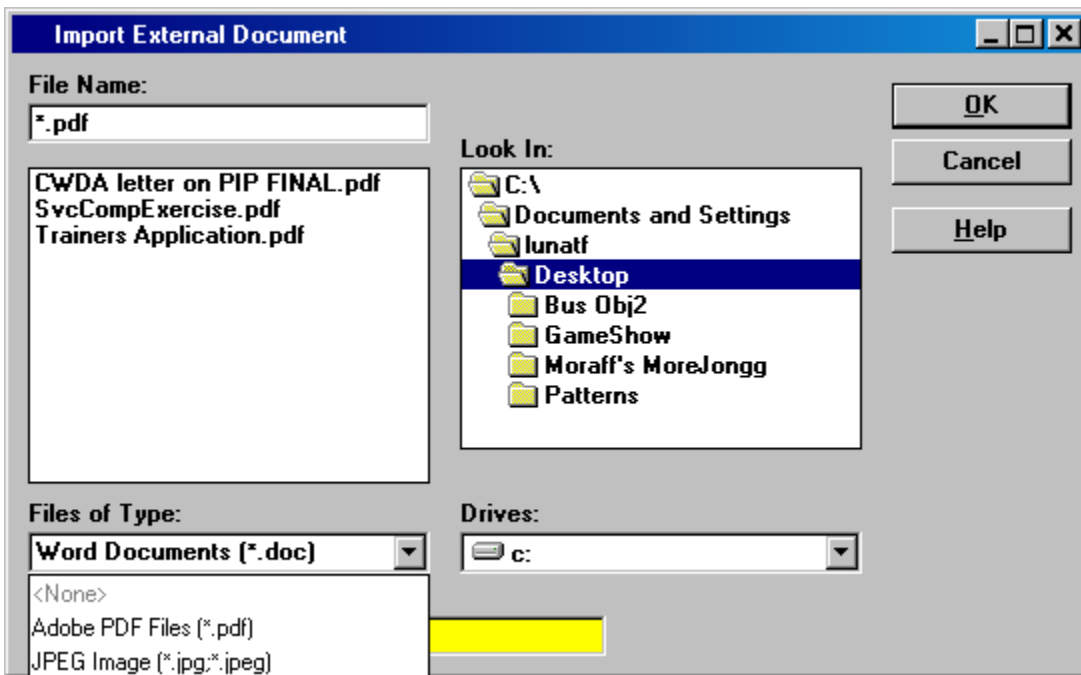 Import External Document
File Name:
*.pdf
CWDA letter on PIP FINAL.pdf
SvcCompExercise.pdf
Trainers Application.pdf
Look In:
C:\
Documents and Settings
lunatf
Desktop
Bus Obj2
GameShow
Moraff's MoreJongg
Patterns
OK
Cancel
Help
Files of Type:
Word Documents (*.doc)
<None>
Adobe PDF Files (*.pdf)
JPEG Image (*.jpg;*.jpeg)
Drives:
c: